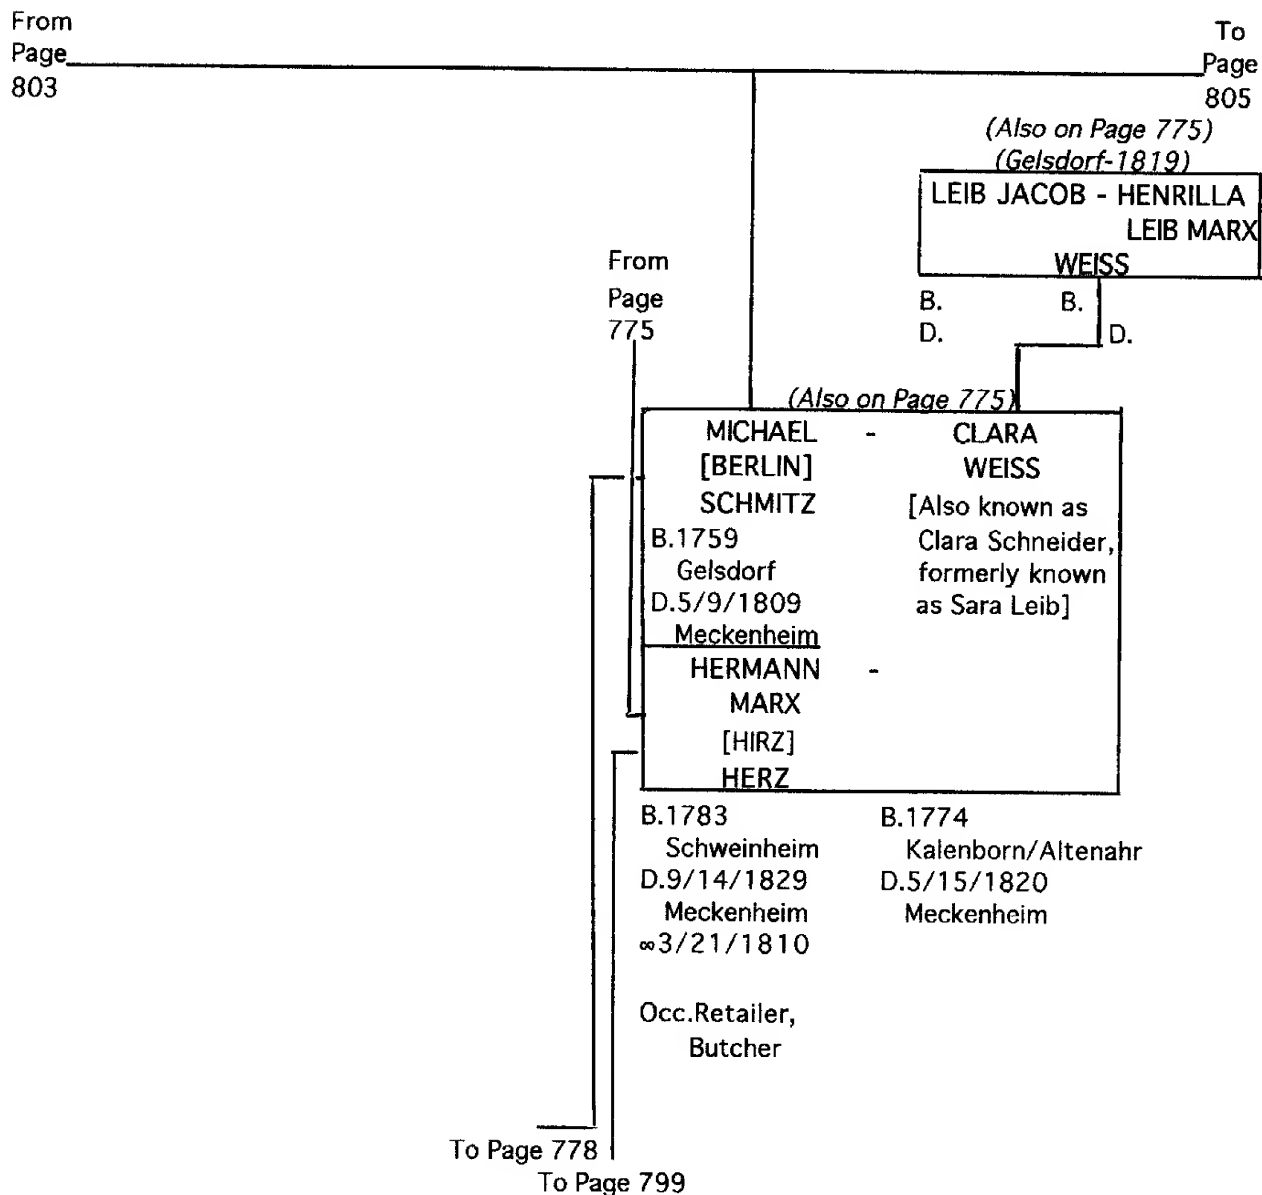 From
Page
803
To
Page
805
(Also on Page 775)
(Gelsdorf-1819)
LEIB JACOB - HENRILLA
LEIB MARX
WEISS
B. B.
D. D.
From
Page
775
(Also on Page 775)
MICHAEL - CLARA
[BERLIN] WEISS
SCHMITZ [Also known as
B.1759 Clara Schneider,
Gelsdorf formerly known
D.5/9/1809 as Sara Leib]
Meckenheim
HERMANN -
MARX
[HIRZ]
HERZ
B.1783 B.1774
Schweinheim Kalenborn/Altenahr
D.9/14/1829 D.5/15/1820
Meckenheim Meckenheim
∞3/21/1810
Occ.Retailer,
Butcher
To Page 778
To Page 799